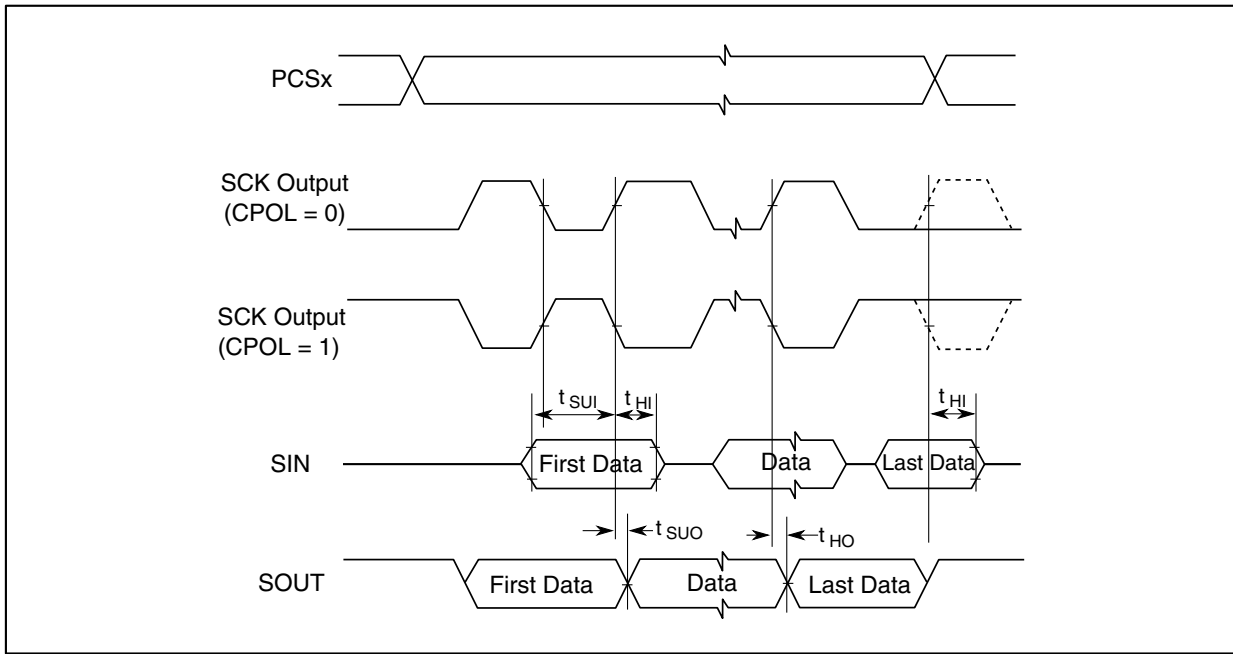 PCSx
SCK Output
(CPOL = 0)
SCK Output
(CPOL = 1)
t SUI
t HI
t HI
SIN
First Data
Data
Last Data
t SUO
t HO
SOUT
First Data
Data
Last Data